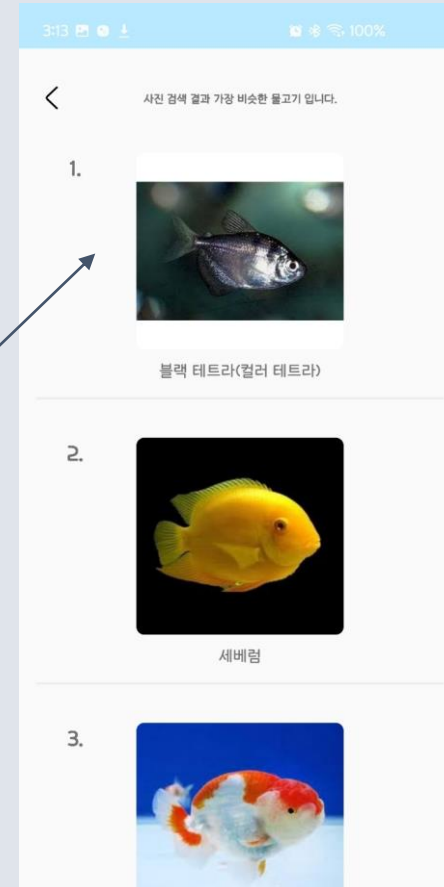 3:13
100%
사진 검색 결과 가장 비슷한 물고기 입니다.
1.
블랙 테트라(컬러 테트라)
2.
세베럼
3.